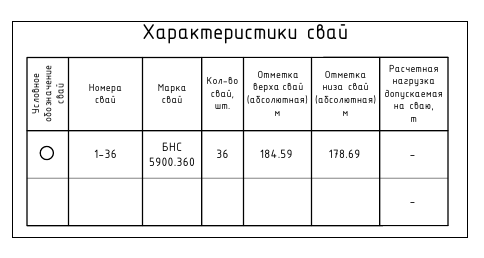 Характеристики свай
Условное
обозначение
свай
Номера
свай
Марка
свай
Кол-во
свай,
шт.
Отметка
верха свай
(абсолютная)
м
Отметка
низа свай
(абсолютная)
м
Расчетная
нагрузка
допускаемая
на сваю,
т
1-36
БНС
5900.360
36
184.59
178.69
-
-